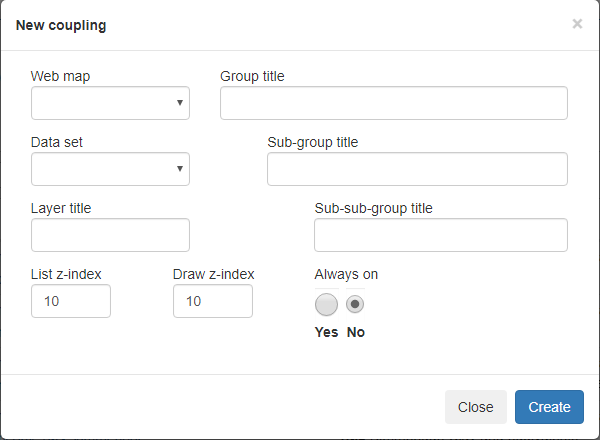 New coupling ×
Web map Group title
Data set Sub-group title
Layer title Sub-sub-group title
List z-index Draw z-index Always on
10 10
Yes No
Close Create